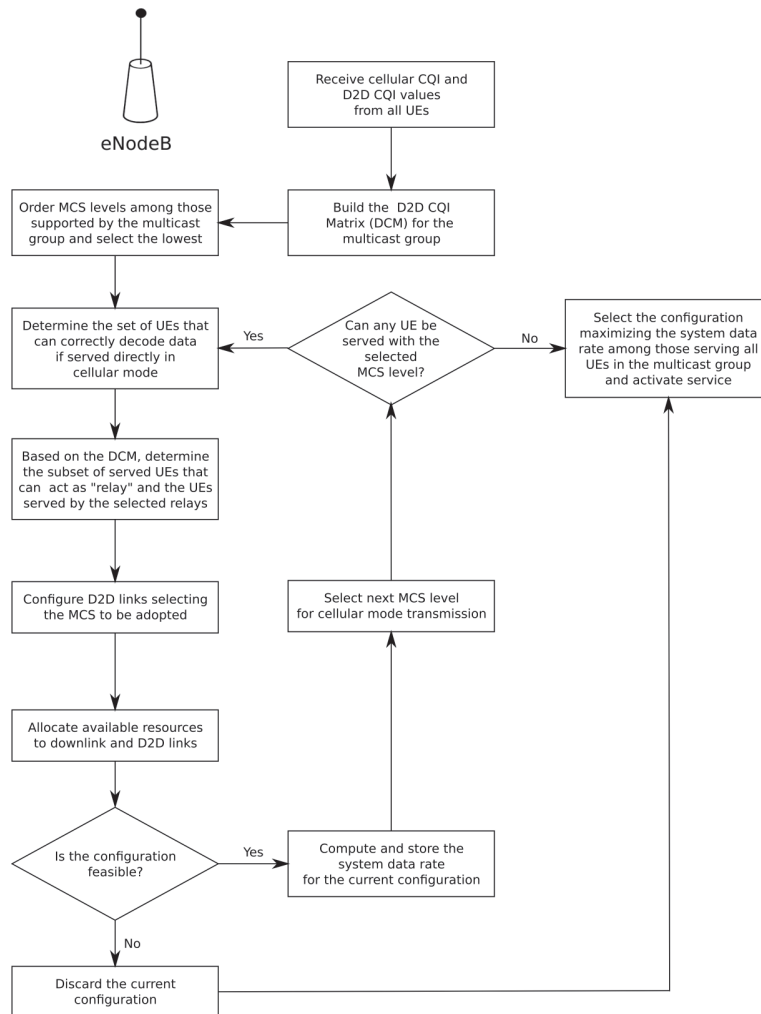 eNodeB
Receive cellular CQI and
D2D CQI values
from all UEs
Build the D2D CQI
Matrix (DCM) for the
multicast group
Order MCS levels among those
supported by the multicast
group and select the lowest
Determine the set of UEs that
can correctly decode data
if served directly in
cellular mode
Yes
Can any UE be
served with the
selected
MCS level?
No
Select the configuration
maximizing the system data
rate among those serving all
UEs in the multicast group
and activate service
Based on the DCM, determine
the subset of served UEs that
can act as "relay" and the UEs
served by the selected relays
Configure D2D links selecting
the MCS to be adopted
Select next MCS level
for cellular mode transmission
Allocate available resources
to downlink and D2D links
Is the configuration
feasible?
Yes
Compute and store the
system data rate
for the current configuration
No
Discard the current
configuration